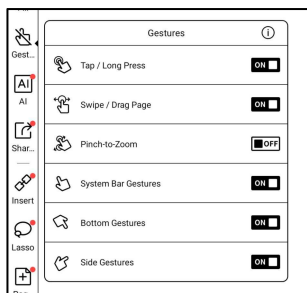 Gestures
Gest...
Tap / Long Press
ON
AI
AI
Swipe / Drag Page
ON
Shar...
Pinch-to-Zoom
OFF
Insert
System Bar Gestures
ON
Lasso
Bottom Gestures
ON
Side Gestures
ON